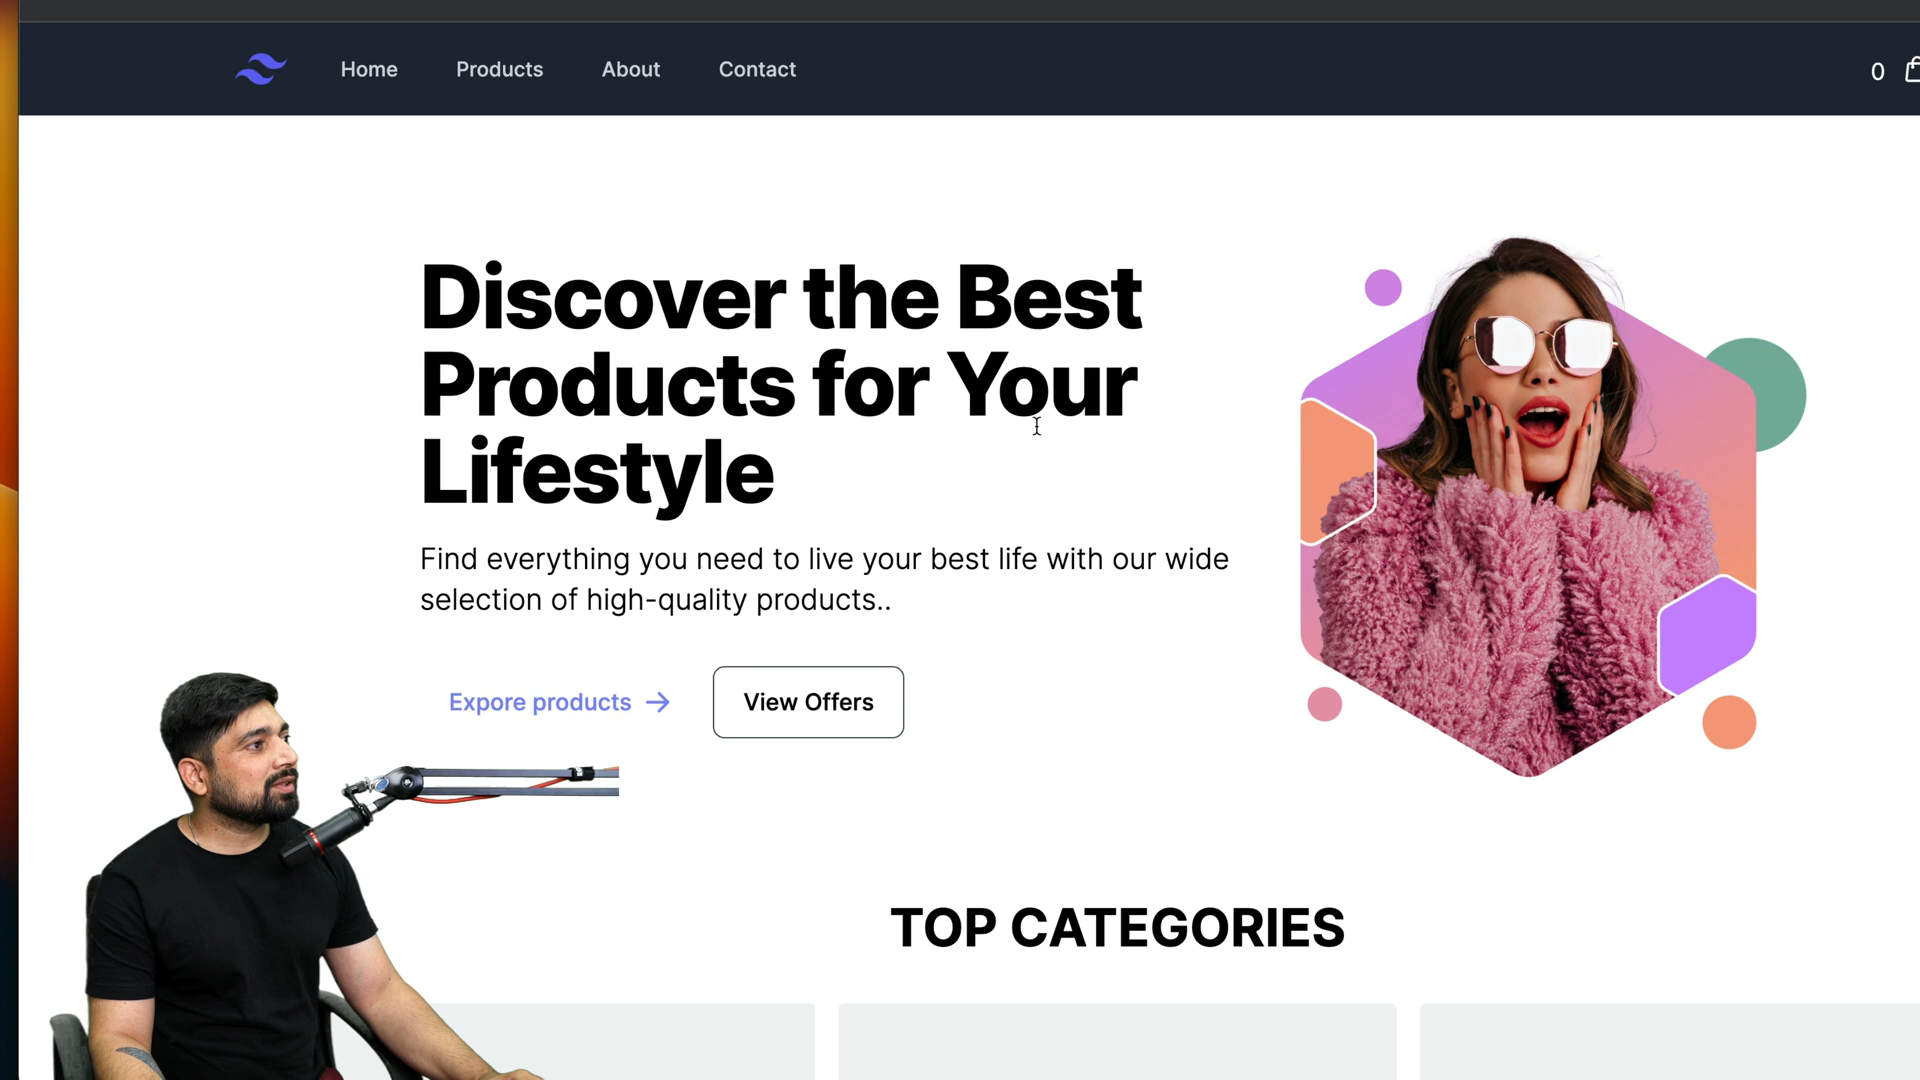 Home Products About Contact 0
Discover the Best
Products for Your
Lifestyle
Find everything you need to live your best life with our wide
selection of high-quality products..
Expore products → View Offers
TOP CATEGORIES